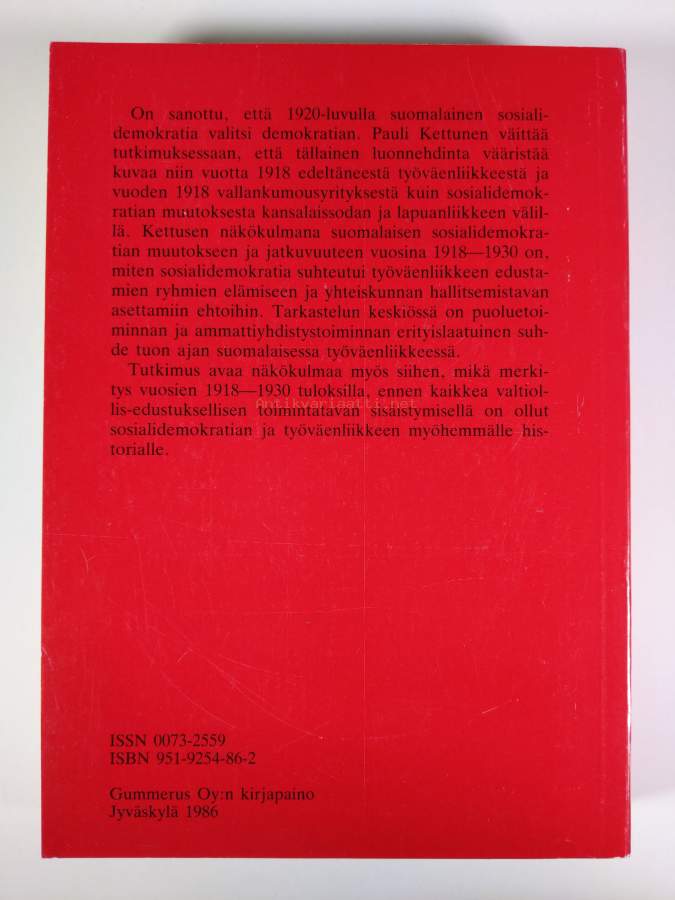 On sanottu, että 1920-luvulla suomalainen sosiali-
demokratia valitsi demokratian. Pauli Kettunen väittää
tutkimuksessaan, että tällainen luonnehdinta vääristää
kuvaa niin vuotta 1918 edeltäneestä työväenliikkeestä ja
vuoden 1918 vallankumousyrityksestä kuin sosialidemok-
ratian muutoksesta kansalaissodan ja lapuanliikkeen välil-
lä. Kettusen näkökulmana suomalaisen sosialidemokra-
tian muutokseen ja jatkuvuuteen vuosina 1918—1930 on,
miten sosialidemokratia suhteutui työväenliikkeen edusta-
mien ryhmien elämiseen ja yhteiskunnan hallitsemistavan
asettamiin ehtoihin. Tarkastelun keskiössä on puoluetoi-
minnan ja ammattiyhdistystoiminnan erityislaatuinen suh-
de tuon ajan suomalaisessa työväenliikkeessä.
Tutkimus avaa näkökulmaa myös siihen, mikä merki-
tys vuosien 1918—1930 tuloksilla, ennen kaikkea valtiol-
lis-edustuksellisen toimintatavan sisäistymisellä on ollut
sosialidemokratian ja työväenliikkeen myöhemmälle his-
torialle.
Antikvariaatti.net
ISSN 0073-2559
ISBN 951-9254-86-2
Gummerus Oy:n kirjapaino
Jyväskylä 1986